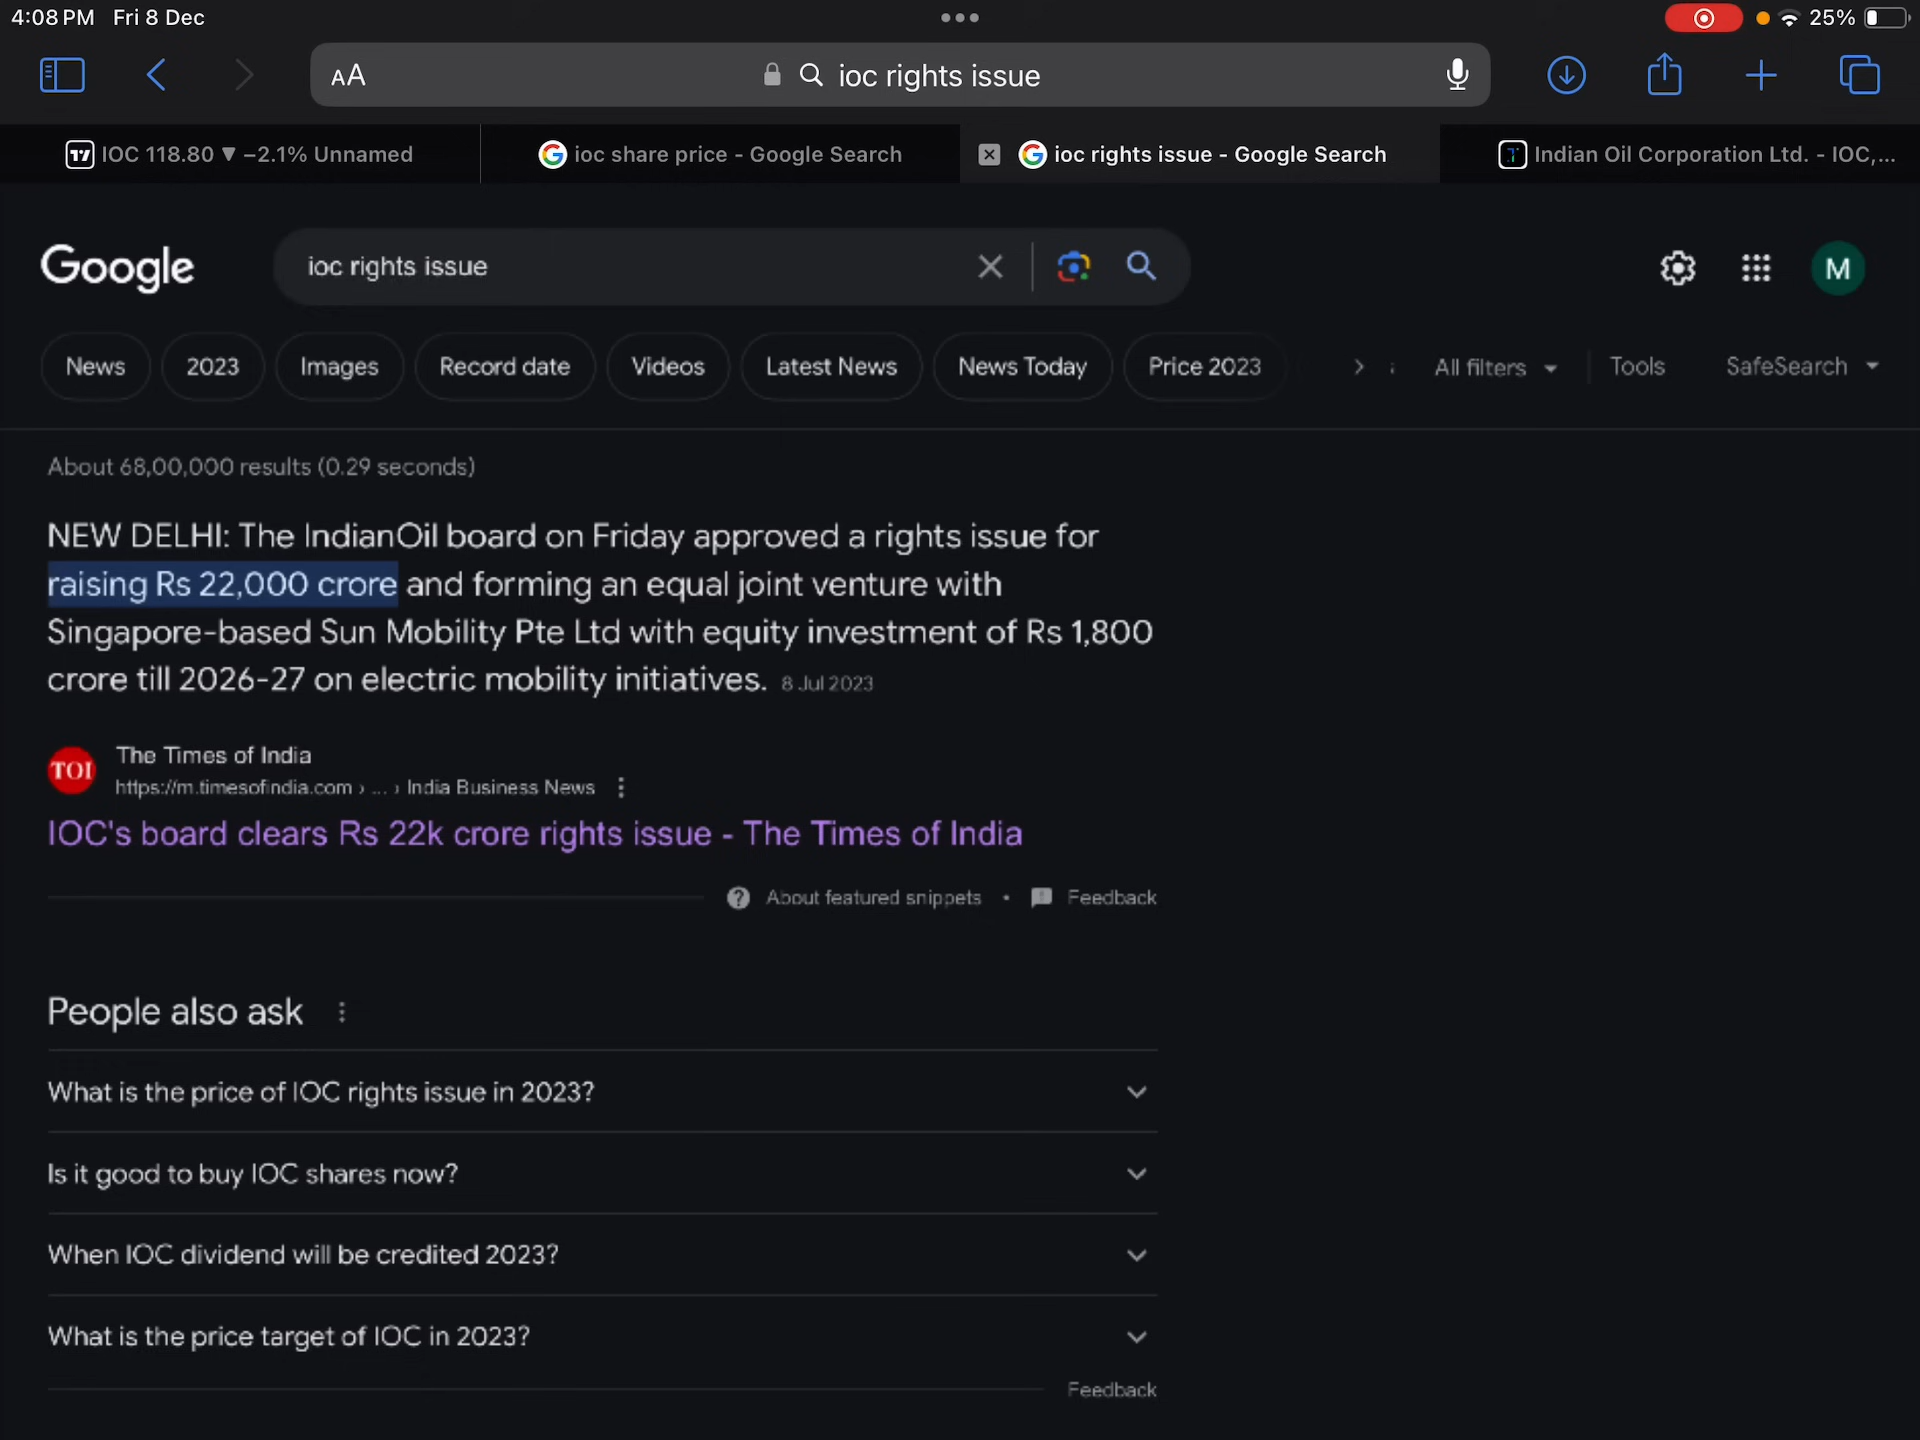 4:08 PM Fri 8 Dec
25%
AA
ioc rights issue
IOC 118.80 ▼ −2.1% Unnamed
ioc share price - Google Search
ioc rights issue - Google Search
Indian Oil Corporation Ltd. - IOC,...
Google
ioc rights issue
M
News
2023
Images
Record date
Videos
Latest News
News Today
Price 2023
All filters
Tools
SafeSearch
About 68,00,000 results (0.29 seconds)
NEW DELHI: The IndianOil board on Friday approved a rights issue for
raising Rs 22,000 crore and forming an equal joint venture with
Singapore-based Sun Mobility Pte Ltd with equity investment of Rs 1,800
crore till 2026-27 on electric mobility initiatives. 8 Jul 2023
TOI
The Times of India
https://m.timesofindia.com › ... › India Business News
IOC's board clears Rs 22k crore rights issue - The Times of India
About featured snippets • Feedback
People also ask
What is the price of IOC rights issue in 2023?
Is it good to buy IOC shares now?
When IOC dividend will be credited 2023?
What is the price target of IOC in 2023?
Feedback